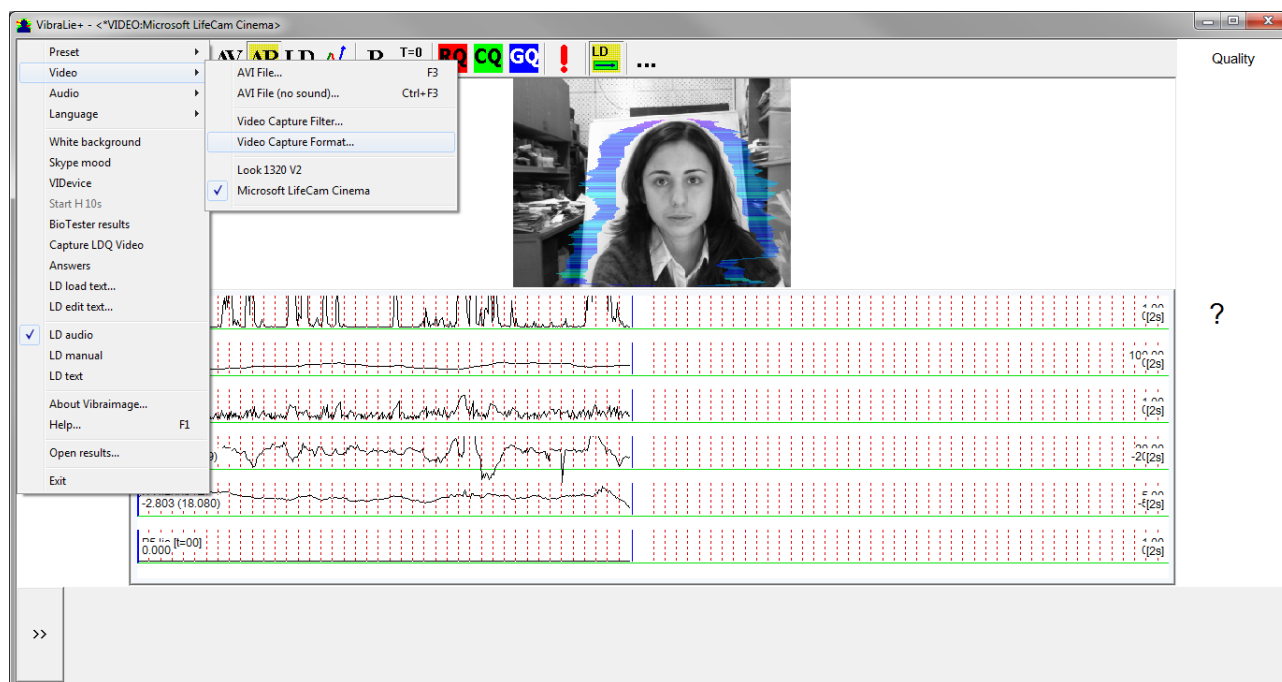 VibraLie+ - <*VIDEO:Microsoft LifeCam Cinema>
AV AR LD R T=0 RQ CQ GQ ! LD ...
Quality
Preset
Video
Audio
Language
White background
Skype mood
VIDevice
Start H 10s
BioTester results
Capture LDQ Video
Answers
LD load text...
LD edit text...
LD audio
LD manual
LD text
About Vibraimage...
Help... F1
Open results...
Exit
AVI File... F3
AVI File (no sound)... Ctrl+F3
Video Capture Filter...
Video Capture Format...
Look 1320 V2
Microsoft LifeCam Cinema
?
[2s]
[2s]
[2s]
[2s]
-2.803 (18.080)
[2s]
[t=00]
0.000
[2s]
>>